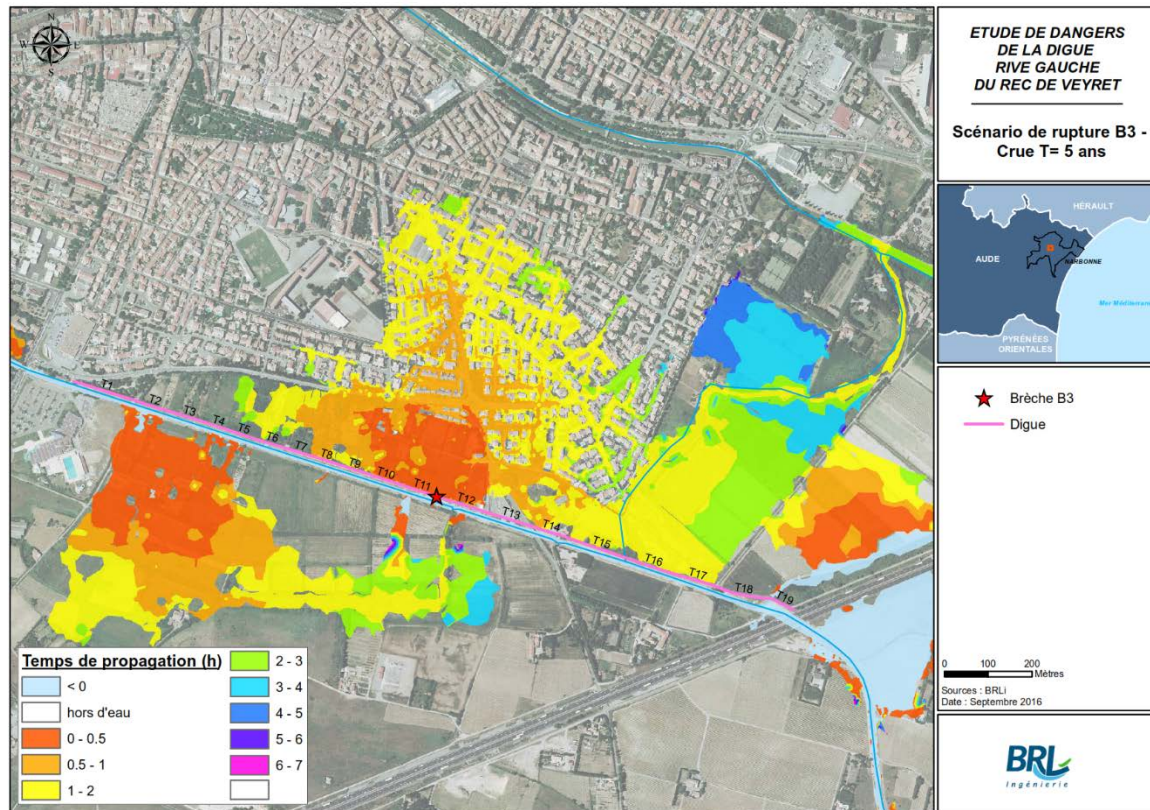 N
W
E
S
T1
T2
T3
T4
T5
T6
T7
T8
T9
T10
T11
T12
T13
T14
T15
T16
T17
T18
T19
Temps de propagation (h)
< 0
hors d'eau
0 - 0.5
0.5 - 1
1 - 2
2 - 3
3 - 4
4 - 5
5 - 6
6 - 7
ETUDE DE DANGERS
DE LA DIGUE
RIVE GAUCHE
DU REC DE VEYRET
Scénario de rupture B3 -
Crue T= 5 ans
HÉRAULT
AUDE
NARBONNE
Mer Méditerran
PYRÉNÉES
ORIENTALES
Brèche B3
Digue
0 100 200
Mètres
Sources : BRLi
Date : Septembre 2016
BRL
ingénierie